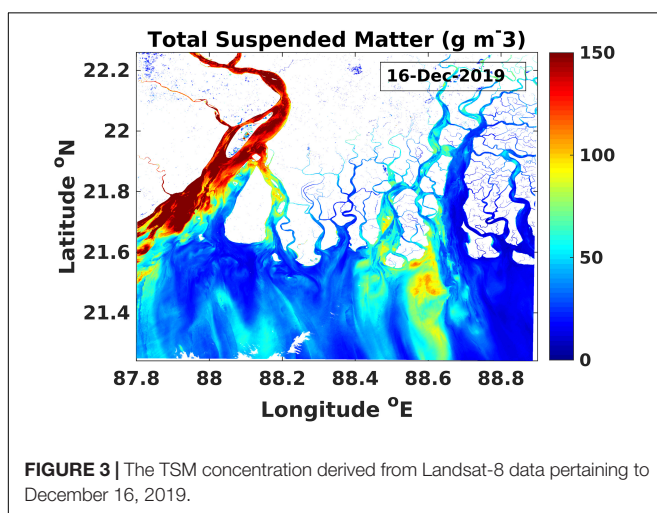 Total Suspended Matter (g m⁻3)
16-Dec-2019
22.2
22
21.8
21.6
21.4
Latitude ᴼN
87.8 88 88.2 88.4 88.6 88.8
Longitude ᴼE
150
100
50
0
FIGURE 3 | The TSM concentration derived from Landsat-8 data pertaining to
December 16, 2019.